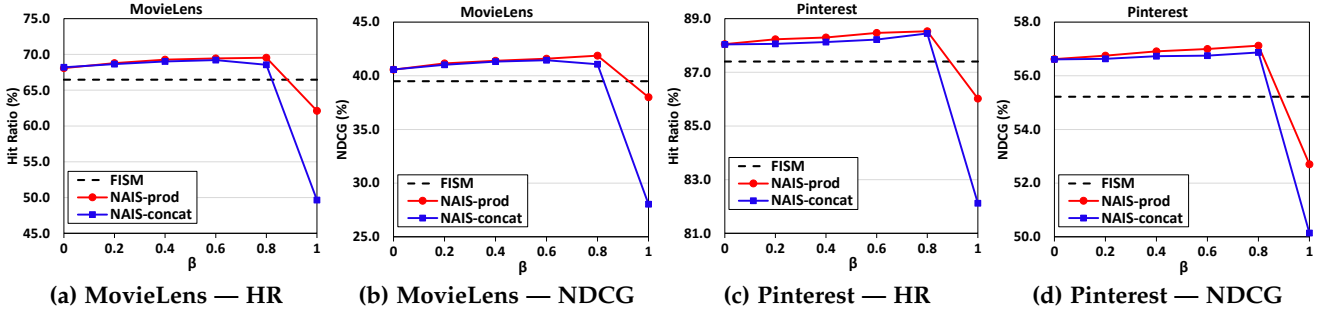 MovieLens
Hit Ratio (%)
75.0
70.0
65.0
60.0
55.0
50.0
45.0
FISM
NAIS-prod
NAIS-concat
0 0.2 0.4 0.6 0.8 1
β
(a) MovieLens — HR
MovieLens
NDCG (%)
45.0
40.0
35.0
30.0
25.0
FISM
NAIS-prod
NAIS-concat
0 0.2 0.4 0.6 0.8 1
β
(b) MovieLens — NDCG
Pinterest
Hit Ratio (%)
89.0
87.0
85.0
83.0
81.0
FISM
NAIS-prod
NAIS-concat
0 0.2 0.4 0.6 0.8 1
β
(c) Pinterest — HR
Pinterest
NDCG (%)
58.0
56.0
54.0
52.0
50.0
FISM
NAIS-prod
NAIS-concat
0 0.2 0.4 0.6 0.8 1
β
(d) Pinterest — NDCG